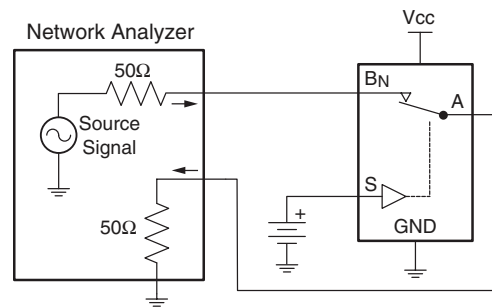 Vcc
Network Analyzer
50Ω
BN
A
Source
Signal
S
50Ω
+
GND